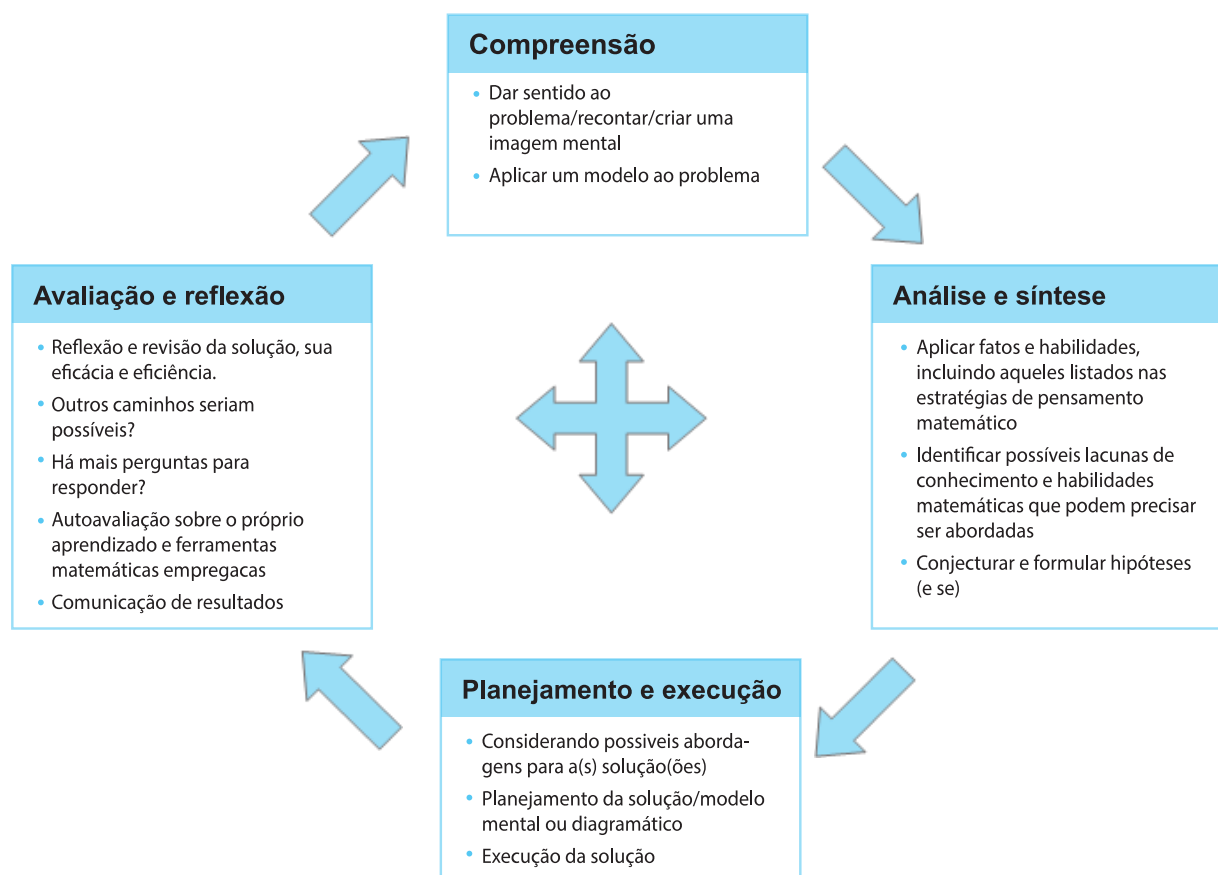 Compreensão
• Dar sentido ao
problema/recontar/criar uma
imagem mental
• Aplicar um modelo ao problema
Análise e síntese
• Aplicar fatos e habilidades,
incluindo aqueles listados nas
estratégias de pensamento
matemático
• Identificar possíveis lacunas de
conhecimento e habilidades
matemáticas que podem precisar
ser abordadas
• Conjecturar e formular hipóteses
(e se)
Planejamento e execução
• Considerando possiveis aborda-
gens para a(s) solução(ões)
• Planejamento da solução/modelo
mental ou diagramático
• Execução da solução
Avaliação e reflexão
• Reflexão e revisão da solução, sua
eficácia e eficiência.
• Outros caminhos seriam
possíveis?
• Há mais perguntas para
responder?
• Autoavaliação sobre o próprio
aprendizado e ferramentas
matemáticas empregacas
• Comunicação de resultados